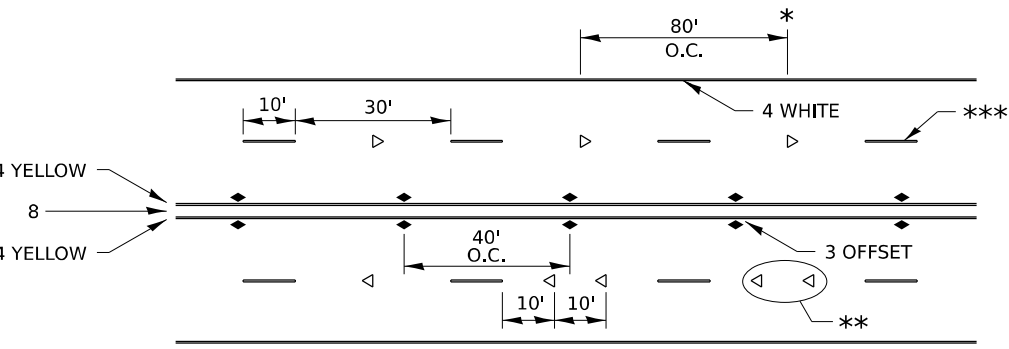 80' *
O.C.
10' 30'
4 WHITE ***
4 YELLOW
8
4 YELLOW
40'
O.C.
3 OFFSET
10' 10'
**